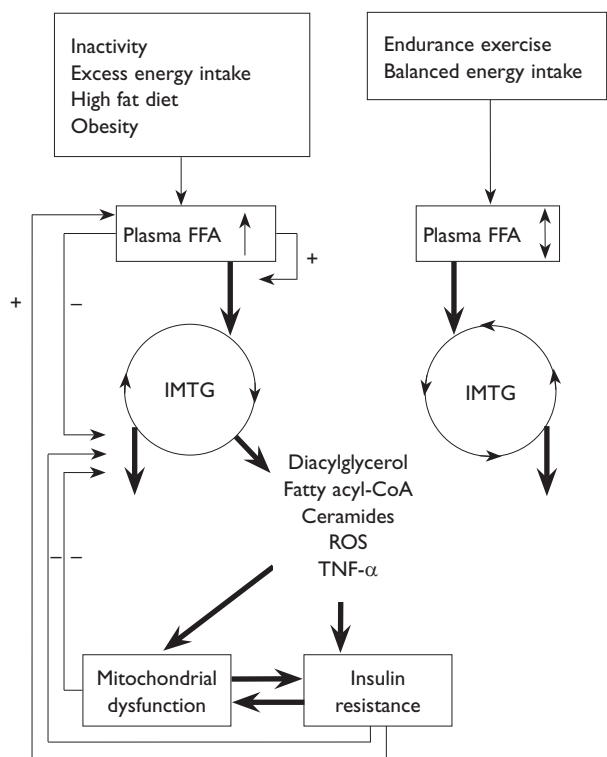 Inactivity
Excess energy intake
High fat diet
Obesity
Endurance exercise
Balanced energy intake
Plasma FFA
+
Plasma FFA
+
–
IMTG
IMTG
Diacylglycerol
Fatty acyl-CoA
Ceramides
ROS
TNF-α
– –
Mitochondrial
dysfunction
Insulin
resistance